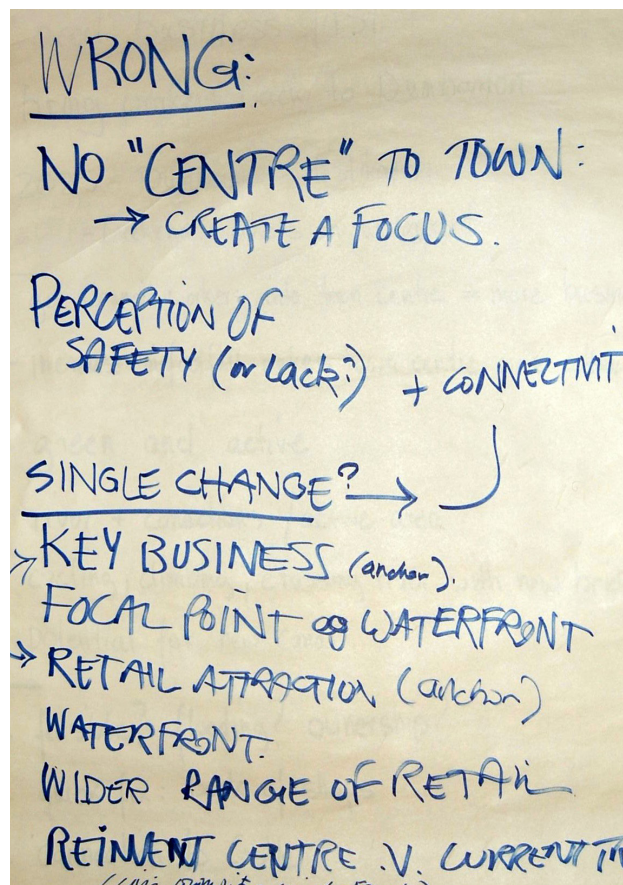 WRONG:
NO "CENTRE" TO TOWN:
→ CREATE A FOCUS.
PERCEPTION OF
SAFETY (or Lack!)
+ CONNECTIVIT
SINGLE CHANGE? →
KEY BUSINESS (anchor).
FOCAL POINT eg WATERFRONT
RETAIL ATTRACTION (anchor)
WATERFRONT.
WIDER RANGE OF RETAIL
REINVENT CENTRE .V. CURRENT